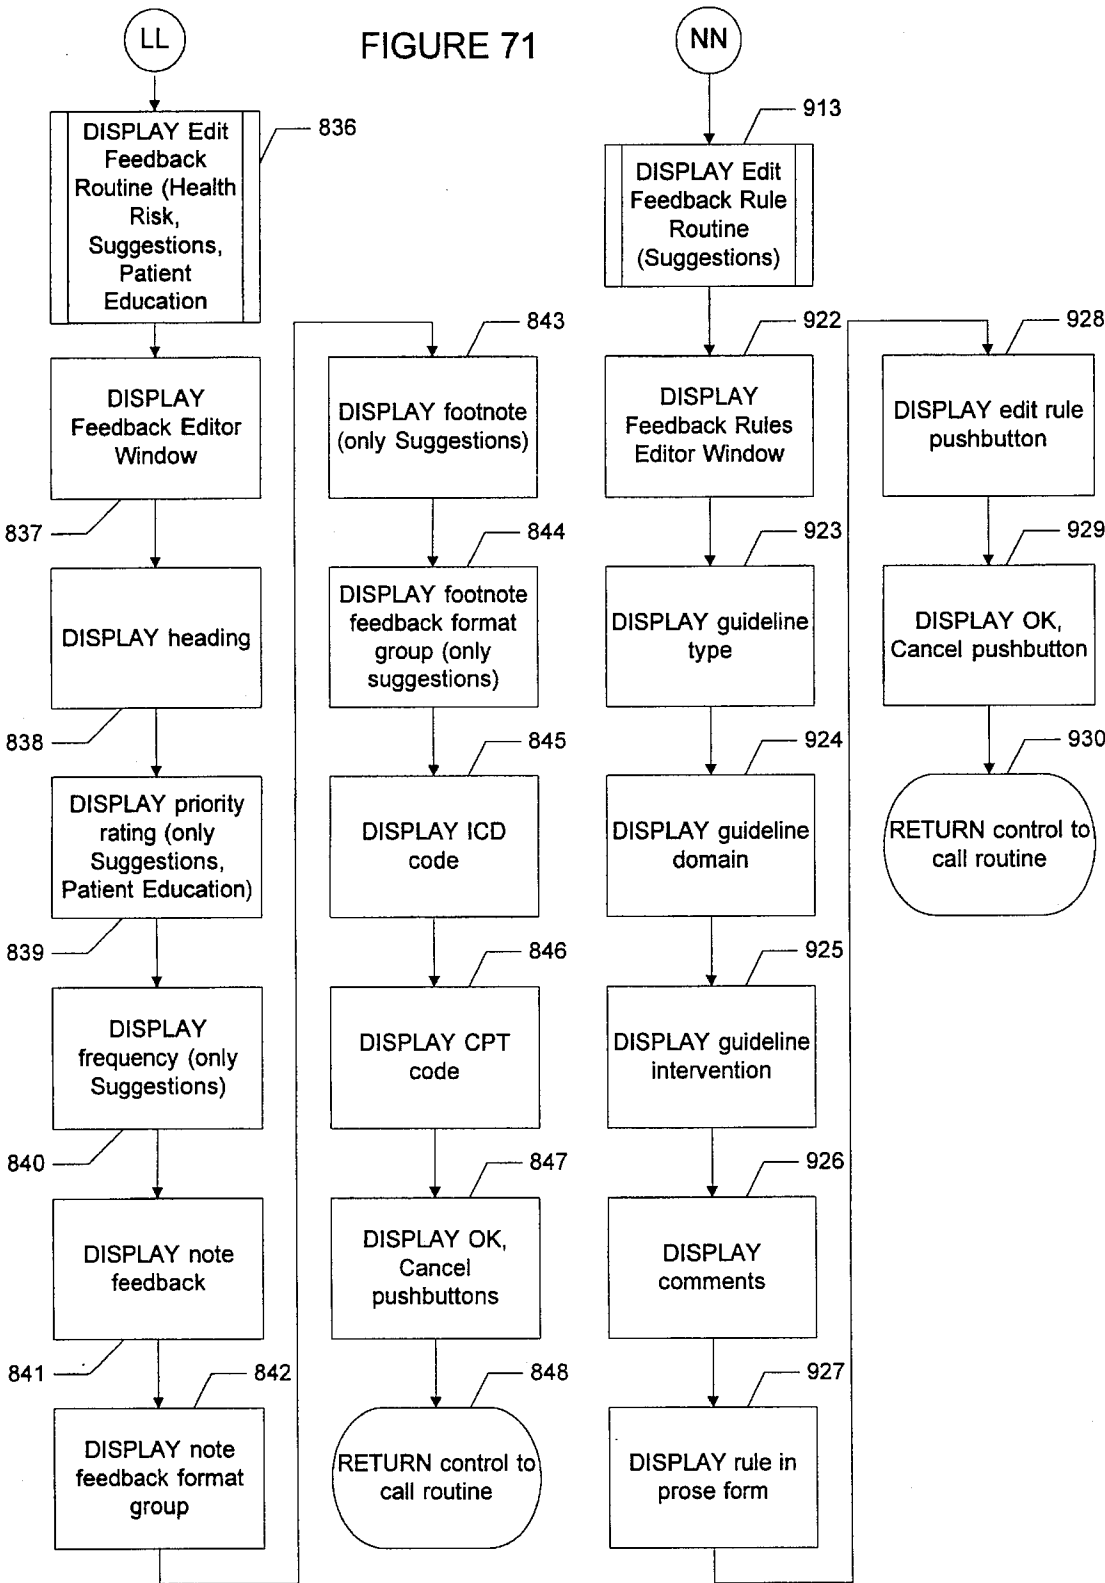 FIGURE 71
LL
DISPLAY Edit
Feedback
Routine (Health
Risk,
Suggestions,
Patient
Education
836
DISPLAY
Feedback Editor
Window
837
DISPLAY heading
838
DISPLAY priority
rating (only
Suggestions,
Patient Education)
839
DISPLAY
frequency (only
Suggestions)
840
DISPLAY note
feedback
841
842
DISPLAY note
feedback format
group
843
DISPLAY footnote
(only Suggestions)
844
DISPLAY footnote
feedback format
group (only
suggestions)
845
DISPLAY ICD
code
846
DISPLAY CPT
code
847
DISPLAY OK,
Cancel
pushbuttons
848
RETURN control to
call routine
NN
913
DISPLAY Edit
Feedback Rule
Routine
(Suggestions)
922
DISPLAY
Feedback Rules
Editor Window
923
DISPLAY guideline
type
924
DISPLAY guideline
domain
925
DISPLAY guideline
intervention
926
DISPLAY
comments
927
DISPLAY rule in
prose form
928
DISPLAY edit rule
pushbutton
929
DISPLAY OK,
Cancel pushbutton
930
RETURN control to
call routine